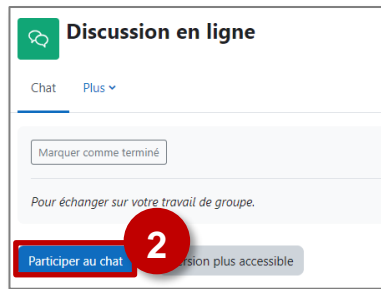 Discussion en ligne
Chat Plus
Marquer comme terminé
Pour échanger sur votre travail de groupe.
Participer au chat 2 plus accessible